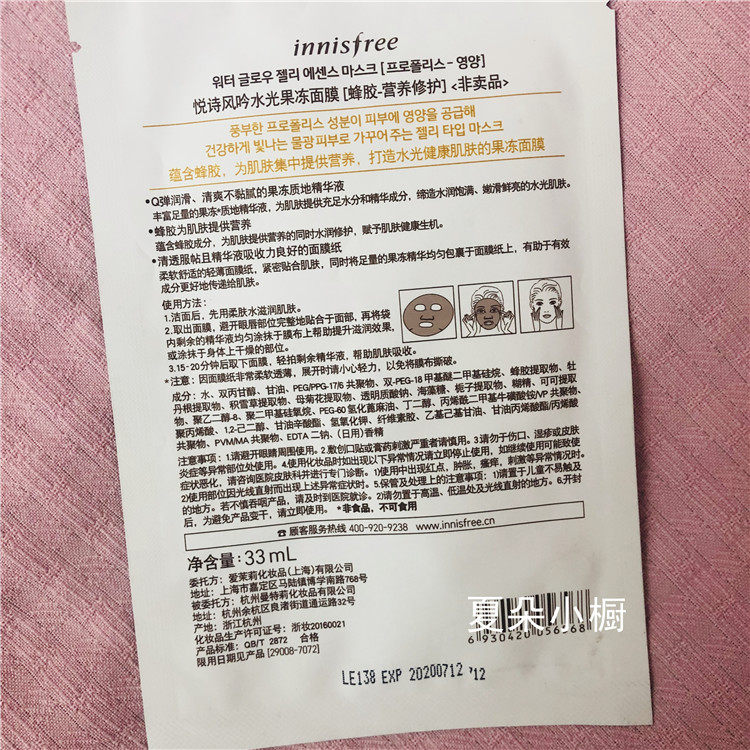 innisfree
워터 글로우 젤리 에센스 마스크 [프로폴리스 - 영양]
悦诗风吟水光果冻面膜 [蜂胶-营养修护] <非卖品>
풍부한 프로폴리스 성분이 피부에 영양을 공급해
건강하게 빛나는 물광 피부로 가꾸어 주는 젤리 타입 마스크
蕴含蜂胶，为肌肤集中提供营养，打造水光健康肌肤的果冻面膜
•Q弹润滑、清爽不黏腻的果冻质地精华液
丰富足量的果冻*质地精华液，为肌肤提供充足水分和精华成分，缔造水润饱满、嫩滑鲜亮的水光肌肤。
•蜂胶为肌肤提供营养
蕴含蜂胶成分，为肌肤提供营养的同时水润修护，赋予肌肤健康生机。
•清透服帖且精华液吸收力良好的面膜纸
柔软舒适的轻薄面膜纸，紧密贴合肌肤，同时将足量的果冻精华均匀包裹于面膜纸上，有助于有效
成分更好地传递给肌肤。
使用方法：
1.洁面后，先用柔肤水滋润肌肤。
2.取出面膜，避开眼唇部位完整地贴合于面部，再将袋
内剩余的精华液均匀涂抹于膜布上帮助提升滋润效果，
或涂抹于身体上干燥的部位。
3.15-20分钟后取下面膜，轻拍剩余精华液，帮助肌肤吸收。
*注意：因面膜纸非常柔软透薄，展开时请小心轻力，以免将膜布撕破。
成分：水、双丙甘醇、甘油、PEG/PPG-17/6 共聚物、双-PEG-18 甲基醚二甲基硅烷、蜂胶提取物、牡
丹根提取物、积雪草提取物、母菊花提取物、透明质酸钠、海藻糖、栀子提取物、糊精、可可提取
物、聚乙二醇-8、聚二甲基硅氧烷、PEG-60 氢化蓖麻油、丁二醇、丙烯酰二甲基牛磺酸铵/VP 共聚物、
聚丙烯酸、1,2-己二醇、甘油辛酸酯、氢氧化钾、纤维素胶、乙基己基甘油、甘油丙烯酸酯/丙烯酸
共聚物、PVM/MA 共聚物、EDTA 二钠、（日用）香精
注意事项：1.请避开眼睛周围使用。2.敷创口贴或膏药刺激严重者请慎用。3.请勿于伤口、湿疹或皮肤
炎症等异常部位处使用。4.使用化妆品时如出现以下异常情况请立即停止使用，如继续使用可能致使
症状恶化，请咨询医院皮肤科并进行专门诊断。1)使用中出现红点，肿胀、瘙痒，刺激等异常情况时。
2)使用部位因光线直射而出现上述异常症状时。5.保管及处理上的注意事项：1)请置于儿童不易触及
的地方。若不慎吞咽产品，请及时到医院就诊。2)请勿置于高温、低温处及光线直射的地方。6.开封
后，为避免产品变干，请立即使用。 *非食品，不可食用
☎ 顾客服务热线 400-920-9238 www.innisfree.cn
净含量：33 mL
委托方：爱茉莉化妆品(上海)有限公司
地址：上海市嘉定区马陆镇博学南路768号
被委托方：杭州曼特莉化妆品有限公司
地址：杭州余杭区良渚街道通运路32号
产地：浙江杭州
化妆品生产许可证号：浙妆20160021
产品标准：QB/T 2872 合格
限用日期见产品 [29008-7072]
夏朵小橱
6 930420 056368
LE138 EXP 20200712 '12